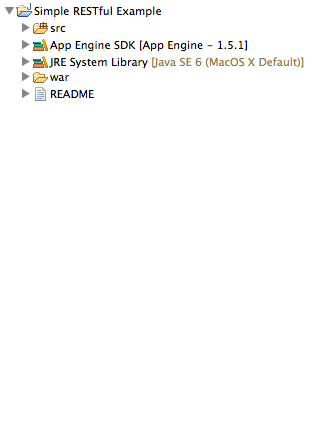 Simple RESTful Example
src
App Engine SDK [App Engine - 1.5.1]
JRE System Library [Java SE 6 (MacOS X Default)]
war
README